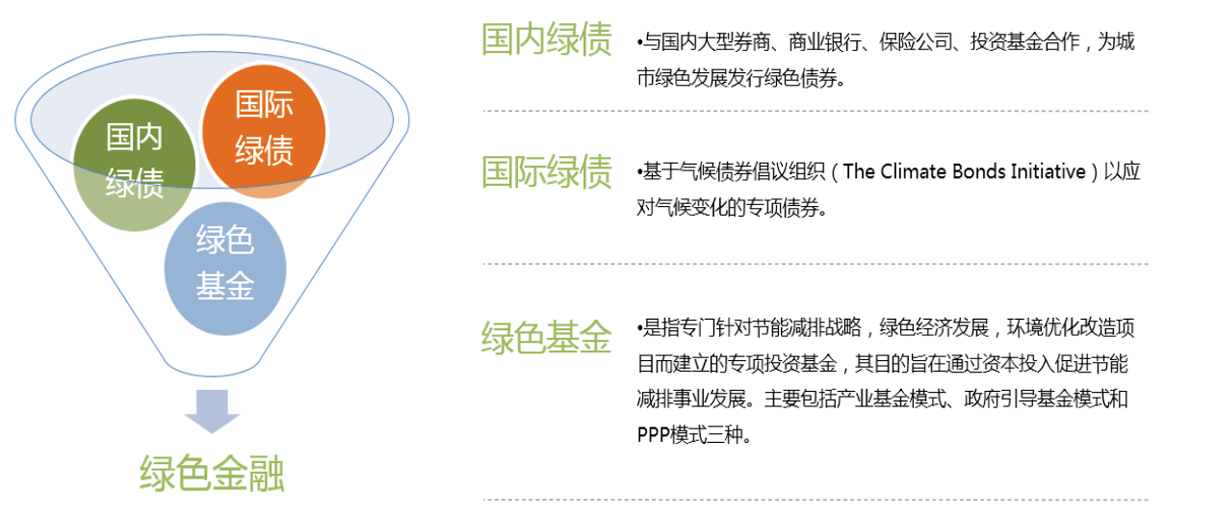 国内
绿债
国际
绿债
绿色
基金
绿色金融
国内绿债
•与国内大型券商、商业银行、保险公司、投资基金合作，为城
市绿色发展发行绿色债券。
国际绿债
•基于气候债券倡议组织（The Climate Bonds Initiative）以应
对气候变化的专项债券。
绿色基金
•是指专门针对节能减排战略，绿色经济发展，环境优化改造项
目而建立的专项投资基金，其目的旨在通过资本投入促进节能
减排事业发展。主要包括产业基金模式、政府引导基金模式和
PPP模式三种。